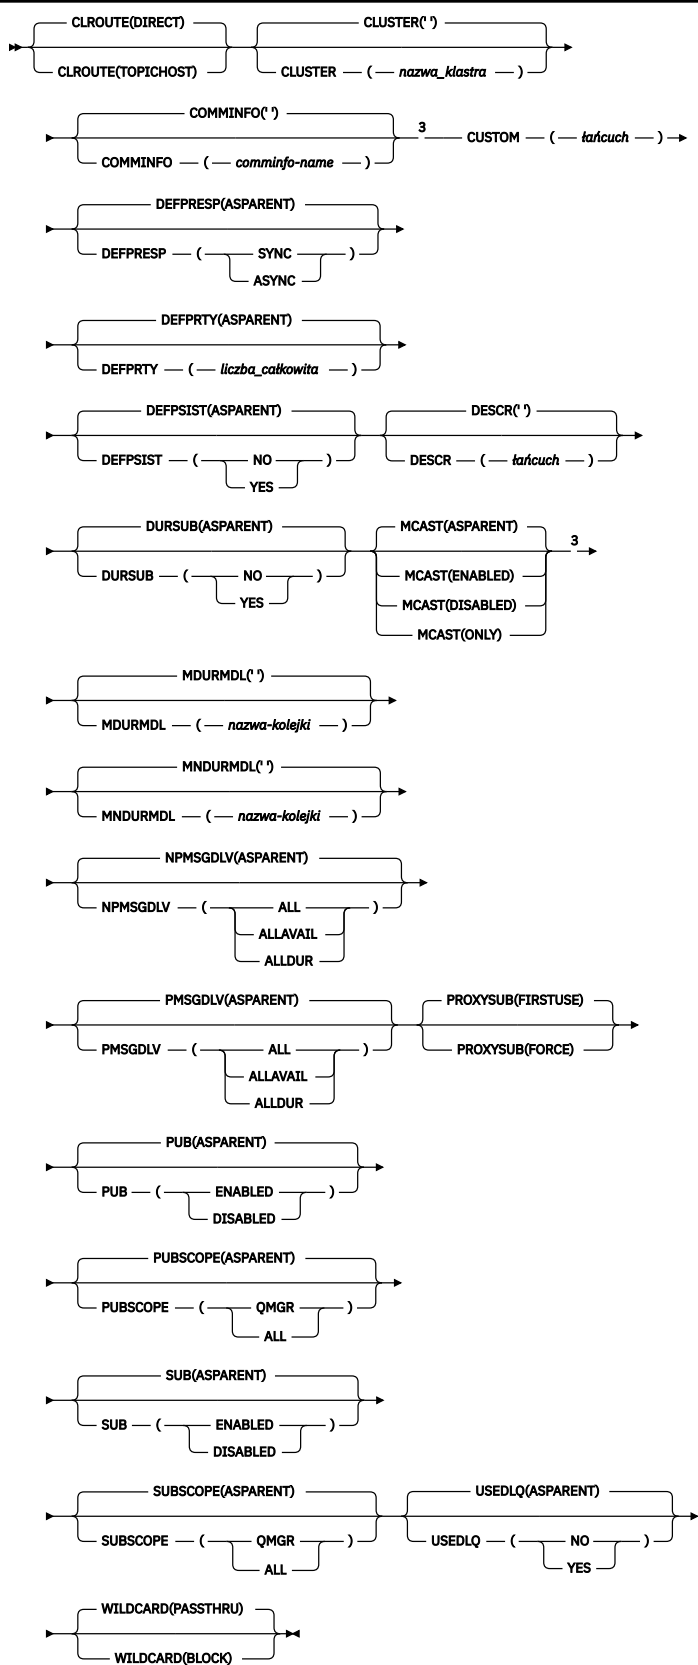 CLROUTE(DIRECT) CLUSTER(' ')
CLROUTE(TOPICHOST) CLUSTER ( nazwa_klastra )
COMMINFO(' ')
3 CUSTOM ( łańcuch )
COMMINFO ( comminfo-name )
DEFPRESP(ASPARENT)
DEFPRESP ( SYNC )
ASYNC
DEFPRTY(ASPARENT)
DEFPRTY ( liczba_całkowita )
DEFPSIST(ASPARENT) DESCR(' ')
DEFPSIST ( NO ) DESCR ( łańcuch )
YES
DURSUB(ASPARENT) MCAST(ASPARENT)
3
DURSUB ( NO ) MCAST(ENABLED)
YES MCAST(DISABLED)
MCAST(ONLY)
MDURMDL(' ')
MDURMDL ( nazwa-kolejki )
MNDURMDL(' ')
MNDURMDL ( nazwa-kolejki )
NPMSGDLV(ASPARENT)
NPMSGDLV ( ALL )
ALLAVAIL
ALLDUR
PMSGDLV(ASPARENT) PROXYSUB(FIRSTUSE)
PMSGDLV ( ALL ) PROXYSUB(FORCE)
ALLAVAIL
ALLDUR
PUB(ASPARENT)
PUB ( ENABLED )
DISABLED
PUBSCOPE(ASPARENT)
PUBSCOPE ( QMGR )
ALL
SUB(ASPARENT)
SUB ( ENABLED )
DISABLED
SUBSCOPE(ASPARENT) USEDLQ(ASPARENT)
SUBSCOPE ( QMGR ) USEDLQ ( NO )
ALL YES
WILDCARD(PASSTHRU)
WILDCARD(BLOCK)